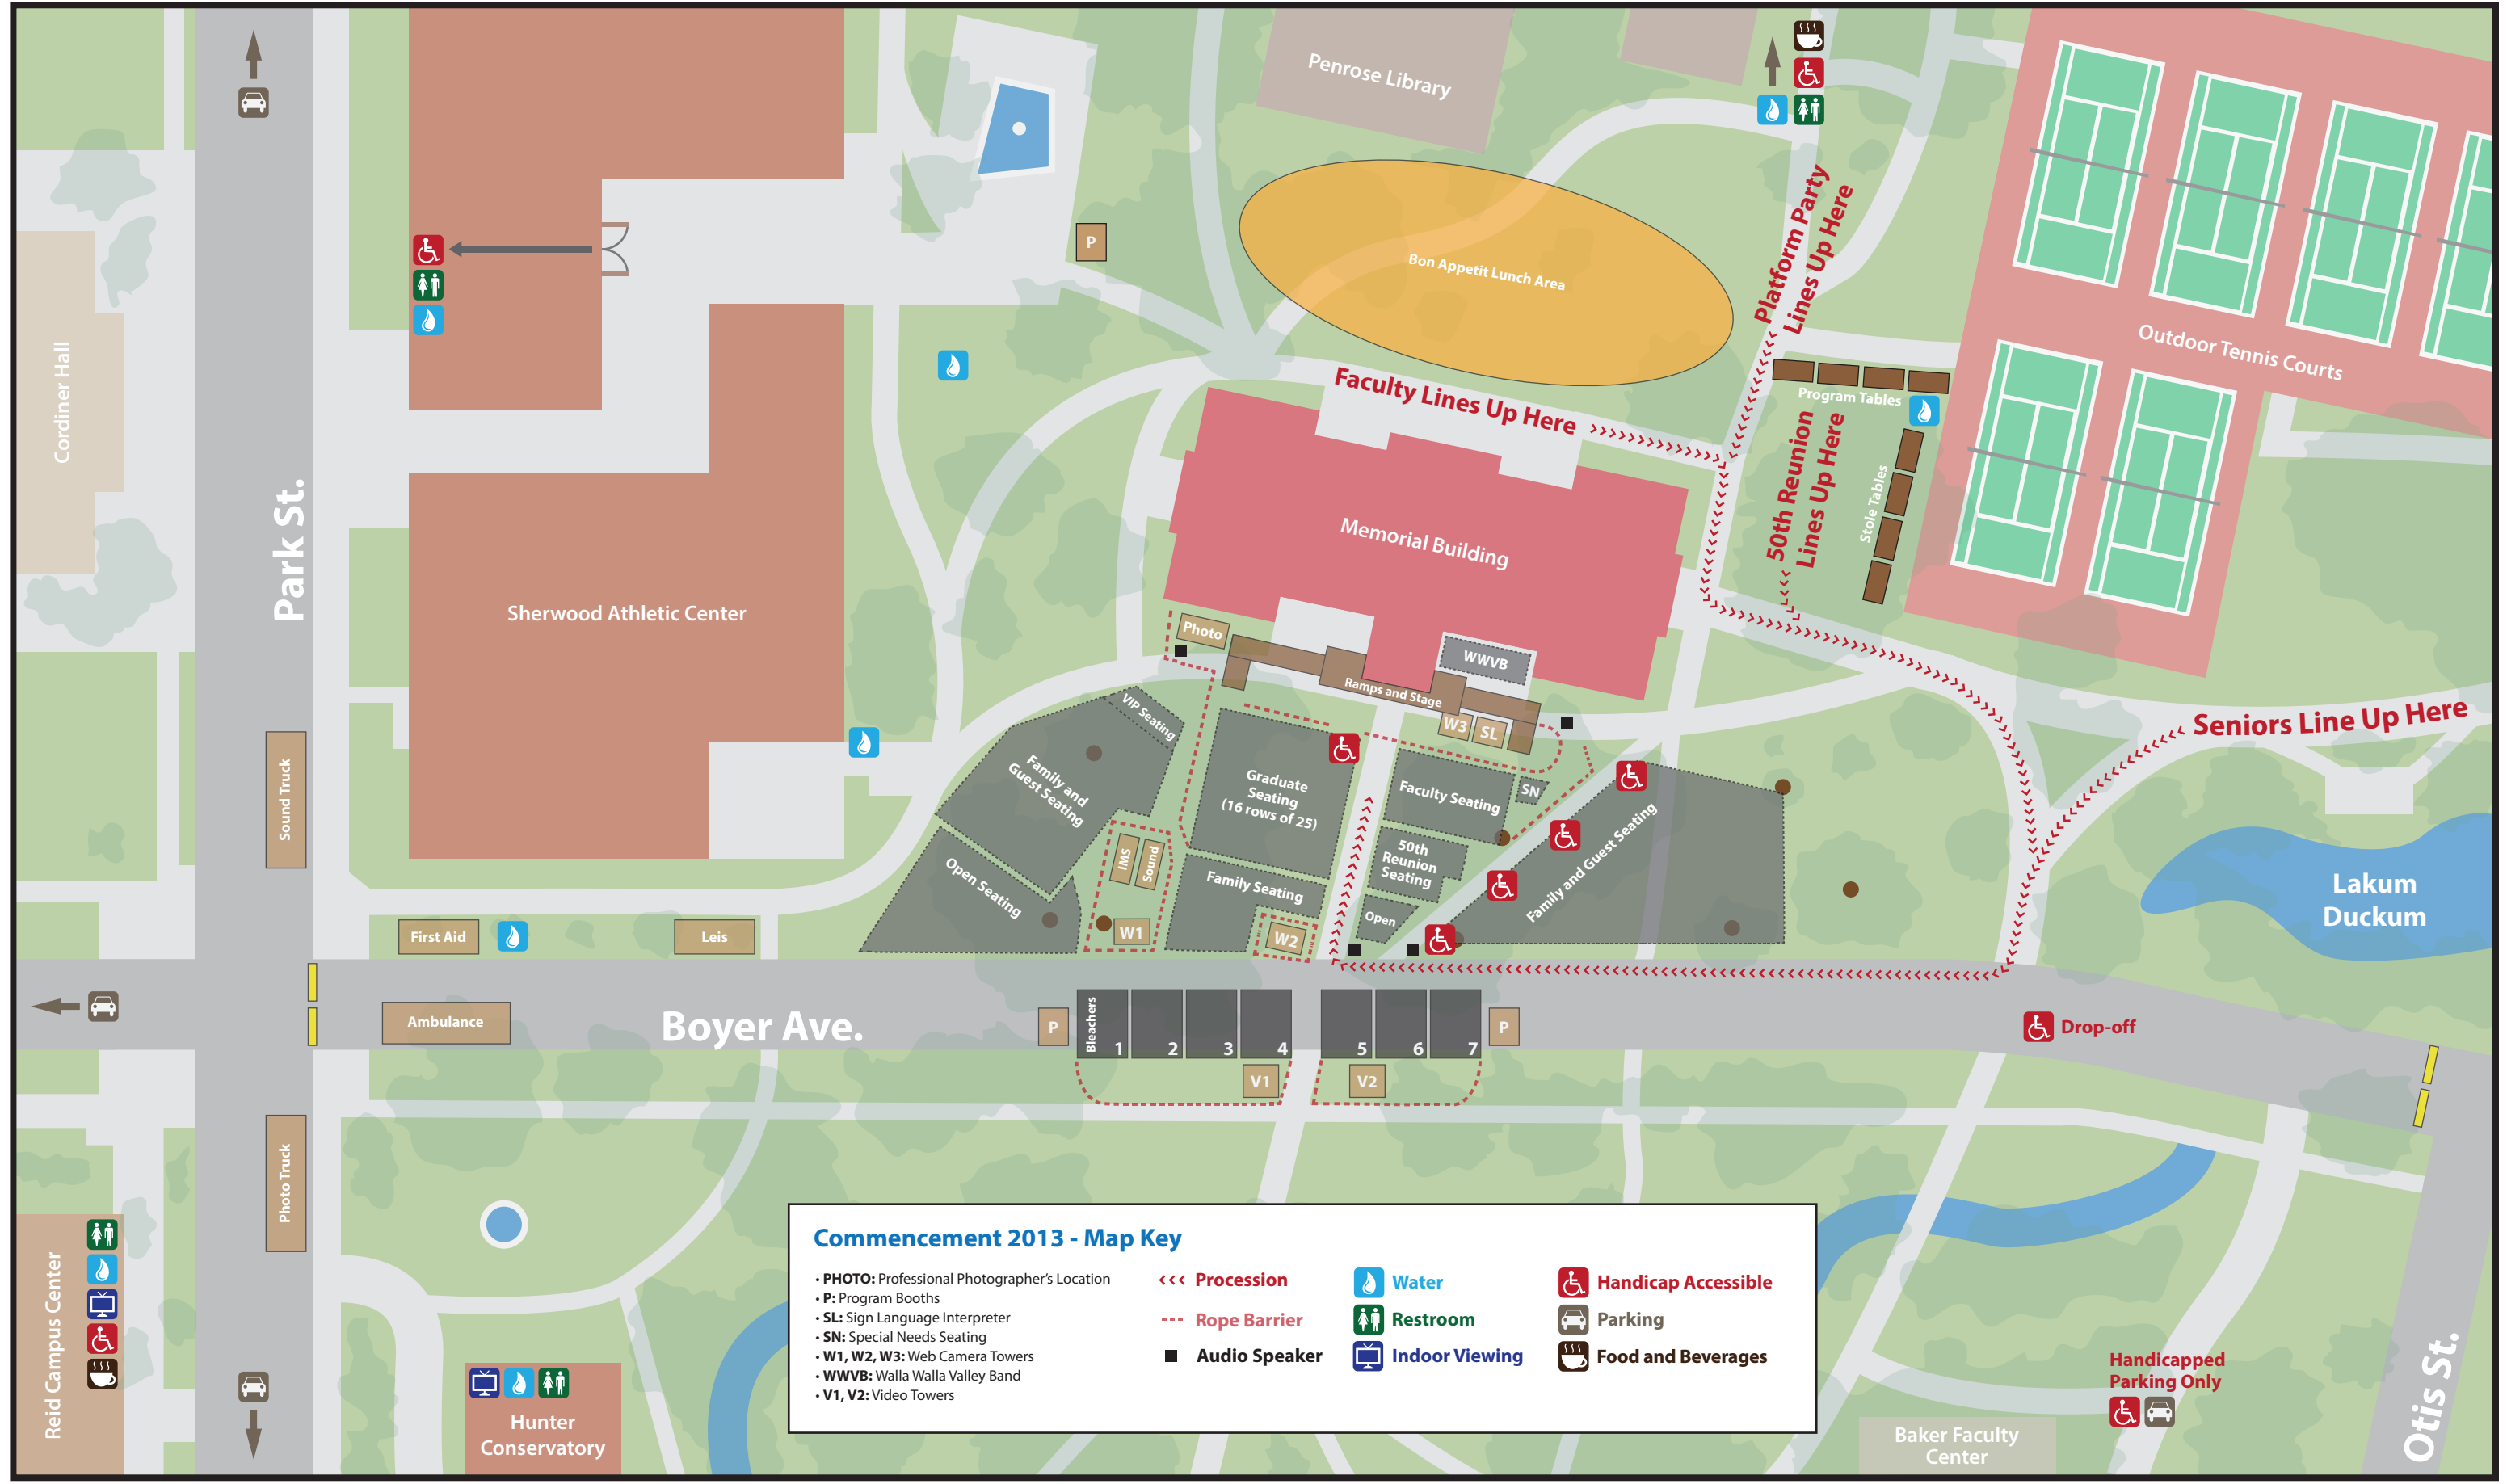 Penrose Library
Platform Party
Lines Up Here
P
Bon Appetit Lunch Area
Outdoor Tennis Courts
Cordiner Hall
Park St.
Faculty Lines Up Here
Program Tables
50th Reunion
Lines Up Here
Stole Tables
Memorial Building
Sherwood Athletic Center
Photo
WWVB
Ramps and Stage
W3
SL
VIP Seating
Seniors Line Up Here
Sound Truck
Family and
Guest Seating
Graduate
Seating
(16 rows of 25)
Faculty Seating
SN
IMS
Sound
50th
Reunion
Seating
Family and Guest Seating
Open Seating
Family Seating
Open
Lakum
Duckum
First Aid
Leis
W1
W2
Ambulance
Boyer Ave.
P
Bleachers
1
2
3
4
5
6
7
P
Drop-off
V1
V2
Photo Truck
Reid Campus Center
Hunter
Conservatory
Commencement 2013 - Map Key
• PHOTO: Professional Photographer's Location
• P: Program Booths
• SL: Sign Language Interpreter
• SN: Special Needs Seating
• W1, W2, W3: Web Camera Towers
• WWVB: Walla Walla Valley Band
• V1, V2: Video Towers
Procession
Rope Barrier
Audio Speaker
Water
Restroom
Indoor Viewing
Handicap Accessible
Parking
Food and Beverages
Handicapped
Parking Only
Baker Faculty
Center
Otis St.